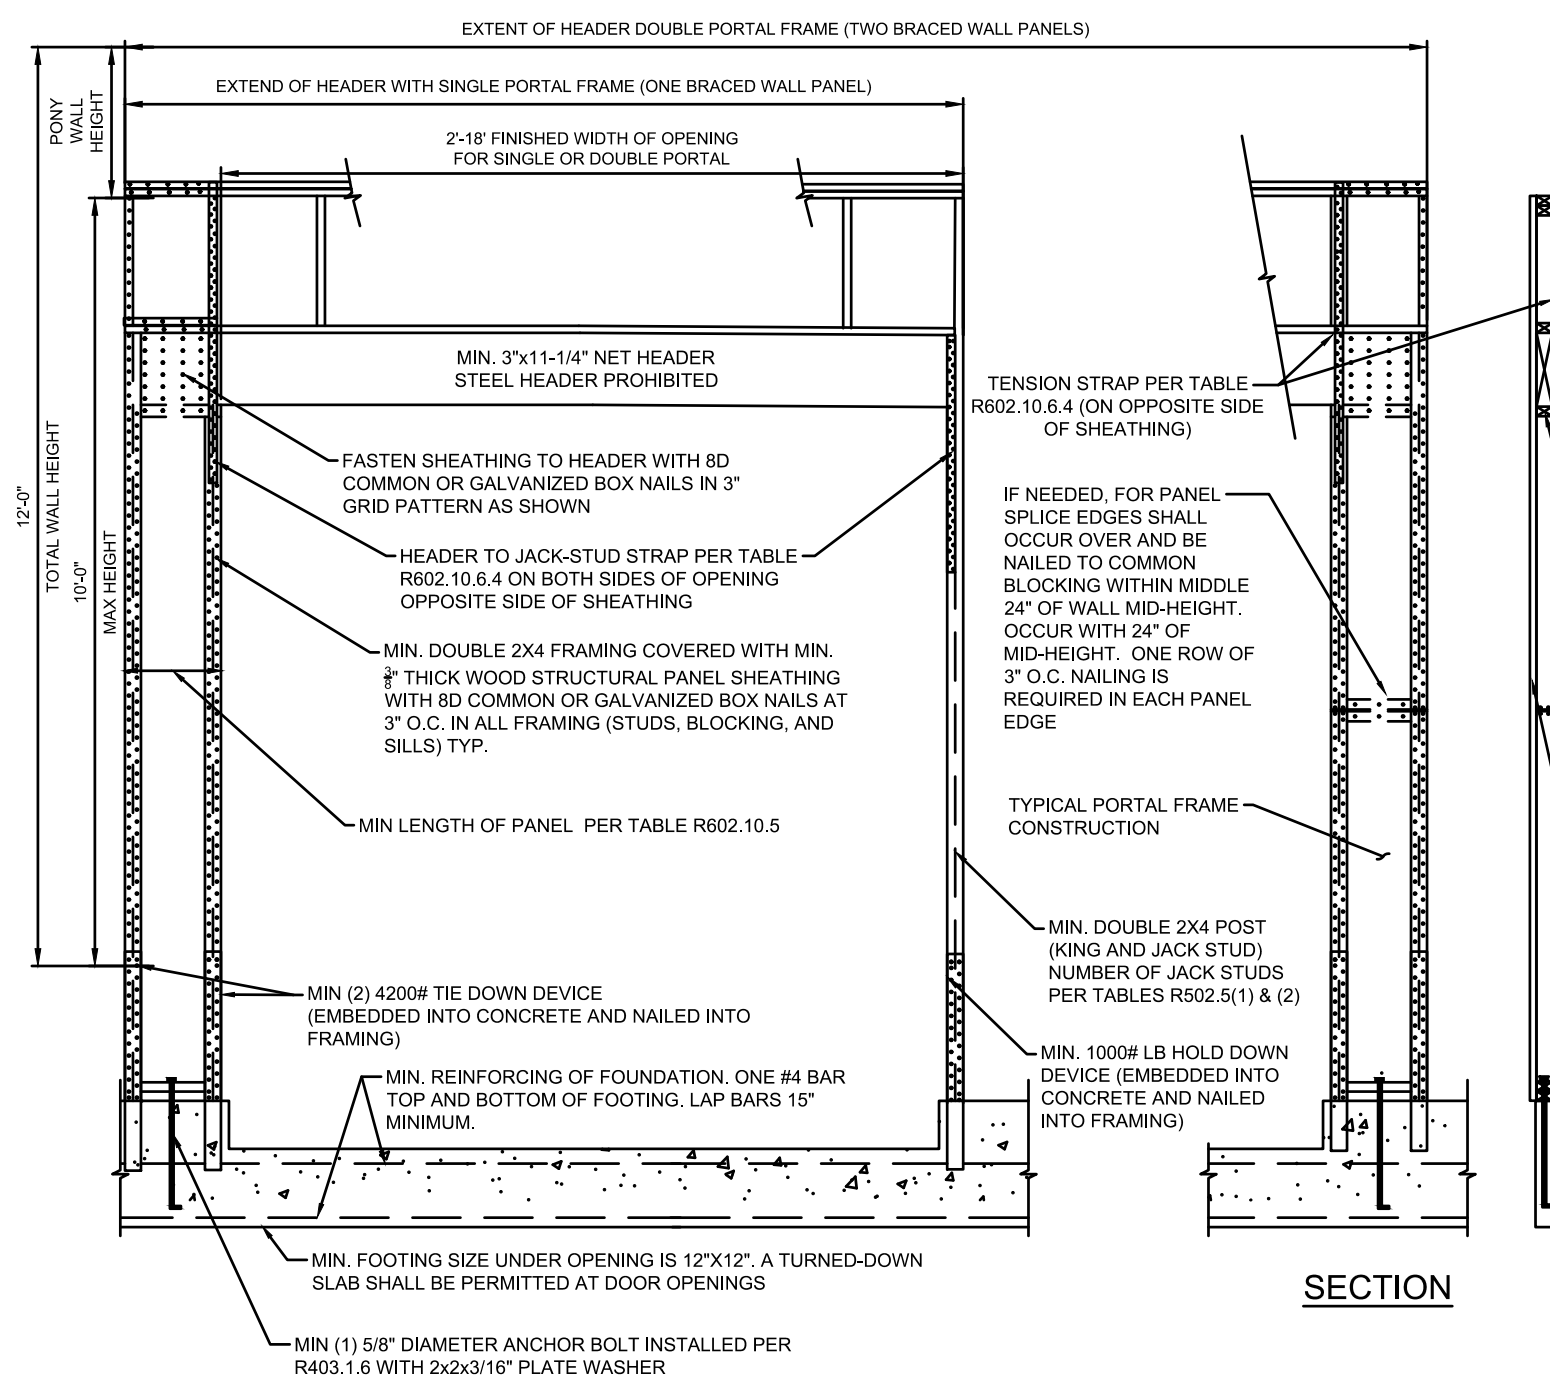 EXTENT OF HEADER DOUBLE PORTAL FRAME (TWO BRACED WALL PANELS)
EXTEND OF HEADER WITH SINGLE PORTAL FRAME (ONE BRACED WALL PANEL)
PONY
WALL
HEIGHT
2'-18' FINISHED WIDTH OF OPENING
FOR SINGLE OR DOUBLE PORTAL
MIN. 3"x11-1/4" NET HEADER
STEEL HEADER PROHIBITED
TENSION STRAP PER TABLE
R602.10.6.4 (ON OPPOSITE SIDE
OF SHEATHING)
12'-0"
TOTAL WALL HEIGHT
10'-0"
MAX HEIGHT
FASTEN SHEATHING TO HEADER WITH 8D
COMMON OR GALVANIZED BOX NAILS IN 3"
GRID PATTERN AS SHOWN
HEADER TO JACK-STUD STRAP PER TABLE
R602.10.6.4 ON BOTH SIDES OF OPENING
OPPOSITE SIDE OF SHEATHING
IF NEEDED, FOR PANEL
SPLICE EDGES SHALL
OCCUR OVER AND BE
NAILED TO COMMON
BLOCKING WITHIN MIDDLE
24" OF WALL MID-HEIGHT.
OCCUR WITH 24" OF
MID-HEIGHT.  ONE ROW OF
3" O.C. NAILING IS
REQUIRED IN EACH PANEL
EDGE
MIN. DOUBLE 2X4 FRAMING COVERED WITH MIN.
3/8" THICK WOOD STRUCTURAL PANEL SHEATHING
WITH 8D COMMON OR GALVANIZED BOX NAILS AT
3" O.C. IN ALL FRAMING (STUDS, BLOCKING, AND
SILLS) TYP.
MIN LENGTH OF PANEL  PER TABLE R602.10.5
TYPICAL PORTAL FRAME
CONSTRUCTION
MIN. DOUBLE 2X4 POST
(KING AND JACK STUD)
NUMBER OF JACK STUDS
PER TABLES R502.5(1) & (2)
MIN (2) 4200# TIE DOWN DEVICE
(EMBEDDED INTO CONCRETE AND NAILED INTO
FRAMING)
MIN. 1000# LB HOLD DOWN
DEVICE (EMBEDDED INTO
CONCRETE AND NAILED
INTO FRAMING)
MIN. REINFORCING OF FOUNDATION. ONE #4 BAR
TOP AND BOTTOM OF FOOTING. LAP BARS 15"
MINIMUM.
MIN. FOOTING SIZE UNDER OPENING IS 12"X12". A TURNED-DOWN
SLAB SHALL BE PERMITTED AT DOOR OPENINGS
SECTION
MIN (1) 5/8" DIAMETER ANCHOR BOLT INSTALLED PER
R403.1.6 WITH 2x2x3/16" PLATE WASHER